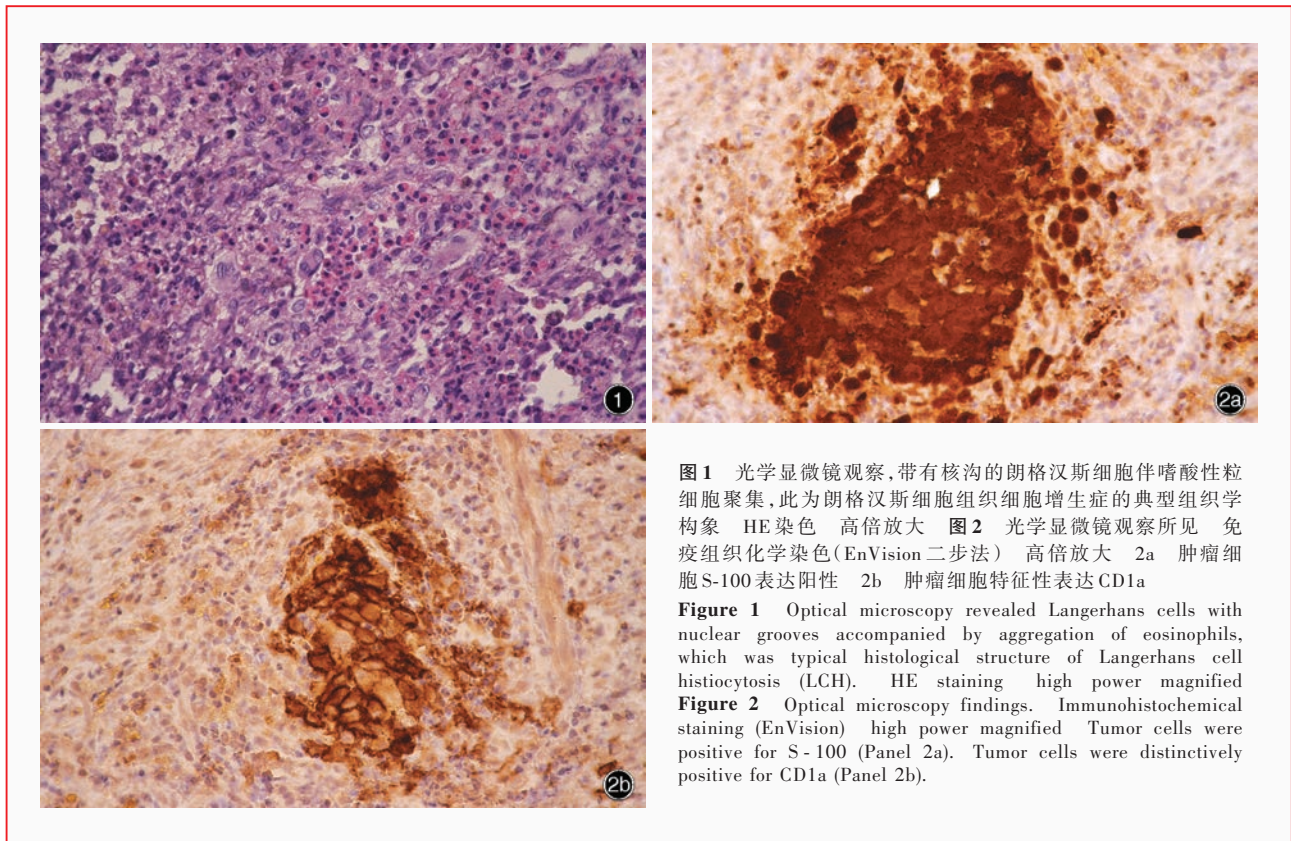 1
2a
2b
图1 光学显微镜观察,带有核沟的朗格汉斯细胞伴嗜酸性粒
细胞聚集,此为朗格汉斯细胞组织细胞增生症的典型组织学
构象 HE染色 高倍放大 图2 光学显微镜观察所见 免
疫组织化学染色(EnVision二步法) 高倍放大 2a 肿瘤细
胞S-100表达阳性 2b 肿瘤细胞特征性表达CD1a
Figure 1 Optical microscopy revealed Langerhans cells with
nuclear grooves accompanied by aggregation of eosinophils,
which was typical histological structure of Langerhans cell
histiocytosis (LCH). HE staining high power magnified
Figure 2 Optical microscopy findings. Immunohistochemical
staining (EnVision) high power magnified Tumor cells were
positive for S-100 (Panel 2a). Tumor cells were distinctively
positive for CD1a (Panel 2b).